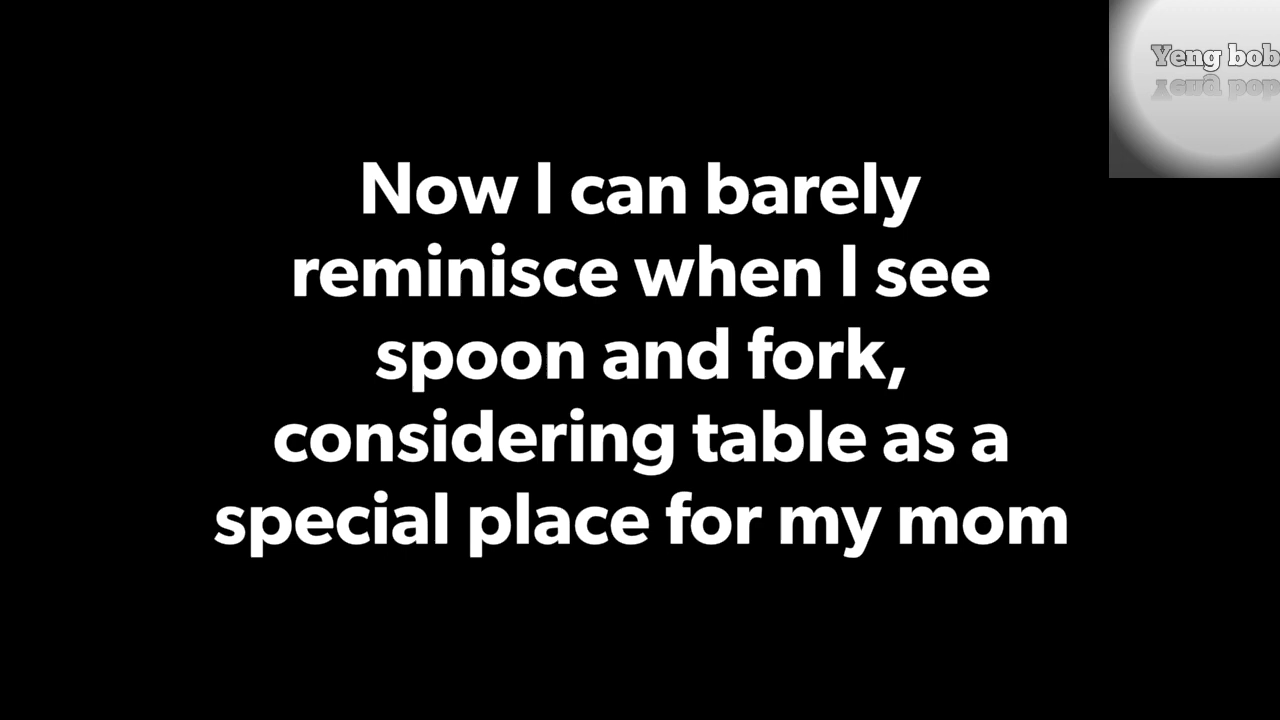 Yeng bob
Now I can barely
reminisce when I see
spoon and fork,
considering table as a
special place for my mom